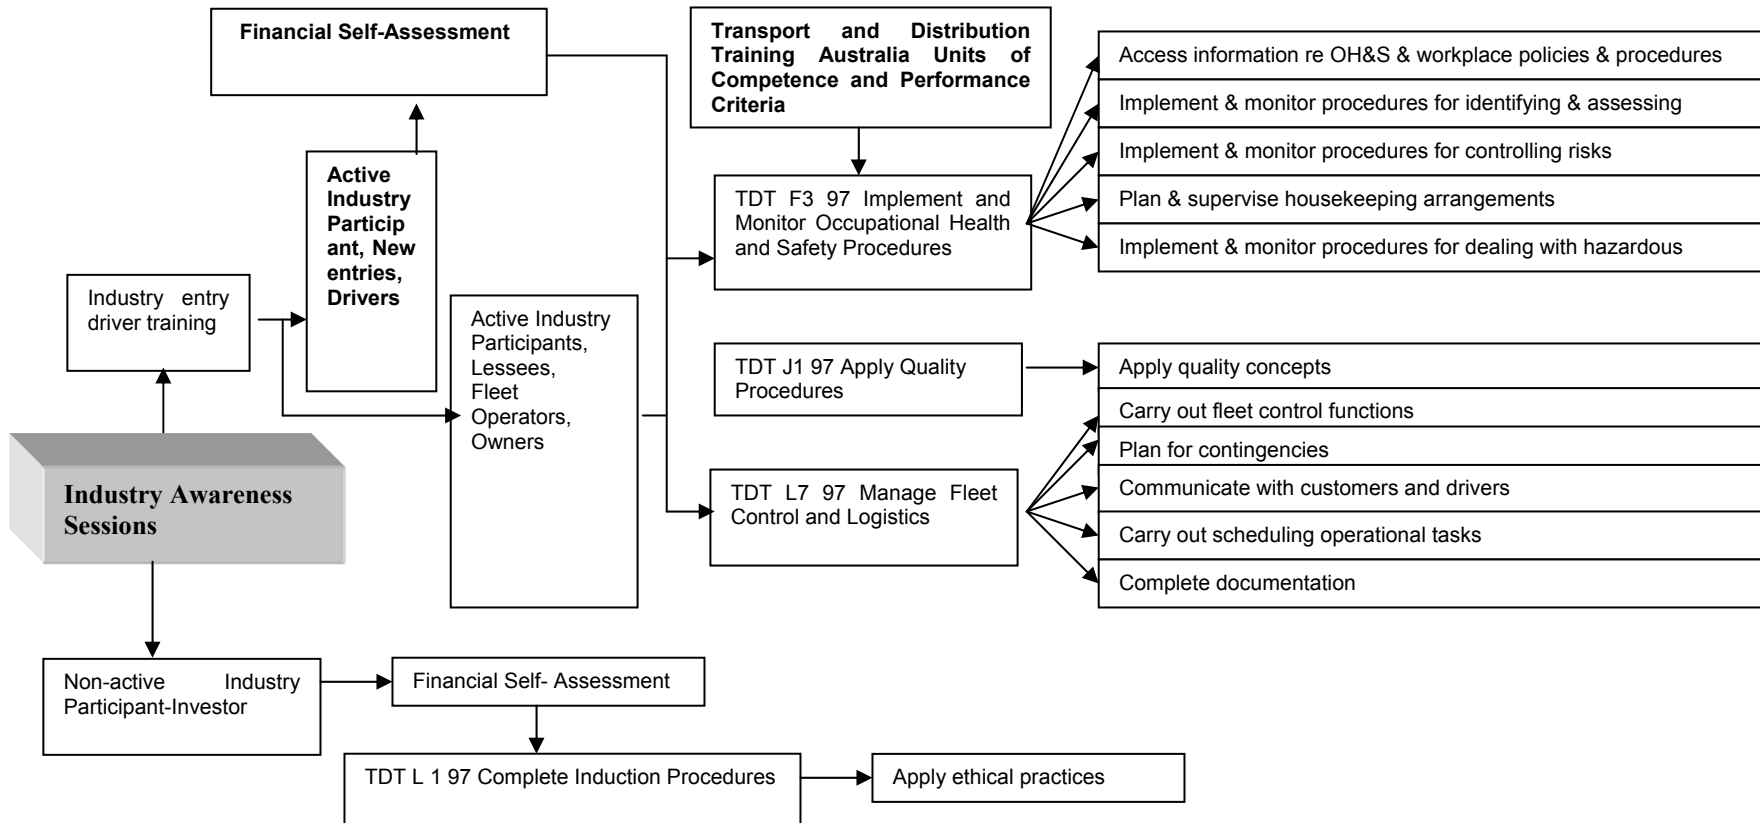 Financial Self-Assessment
Transport and Distribution
Training Australia Units of
Competence and Performance
Criteria
Access information re OH&S & workplace policies & procedures
Implement & monitor procedures for identifying & assessing
Implement & monitor procedures for controlling risks
Plan & supervise housekeeping arrangements
Implement & monitor procedures for dealing with hazardous
Active
Industry
Particip
ant, New
entries,
Drivers
TDT F3 97 Implement and
Monitor Occupational Health
and Safety Procedures
Industry entry
driver training
Active Industry
Participants,
Lessees,
Fleet
Operators,
Owners
TDT J1 97 Apply Quality
Procedures
Apply quality concepts
Carry out fleet control functions
Plan for contingencies
Communicate with customers and drivers
Carry out scheduling operational tasks
Complete documentation
TDT L7 97 Manage Fleet
Control and Logistics
Industry Awareness
Sessions
Non-active Industry
Participant-Investor
Financial Self- Assessment
TDT L 1 97 Complete Induction Procedures
Apply ethical practices